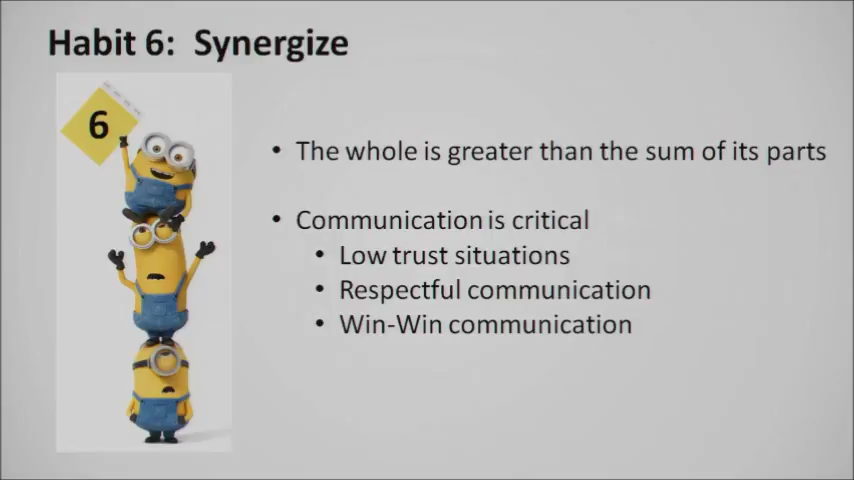 Habit 6: Synergize
6
• The whole is greater than the sum of its parts
• Communication is critical
• Low trust situations
• Respectful communication
• Win-Win communication